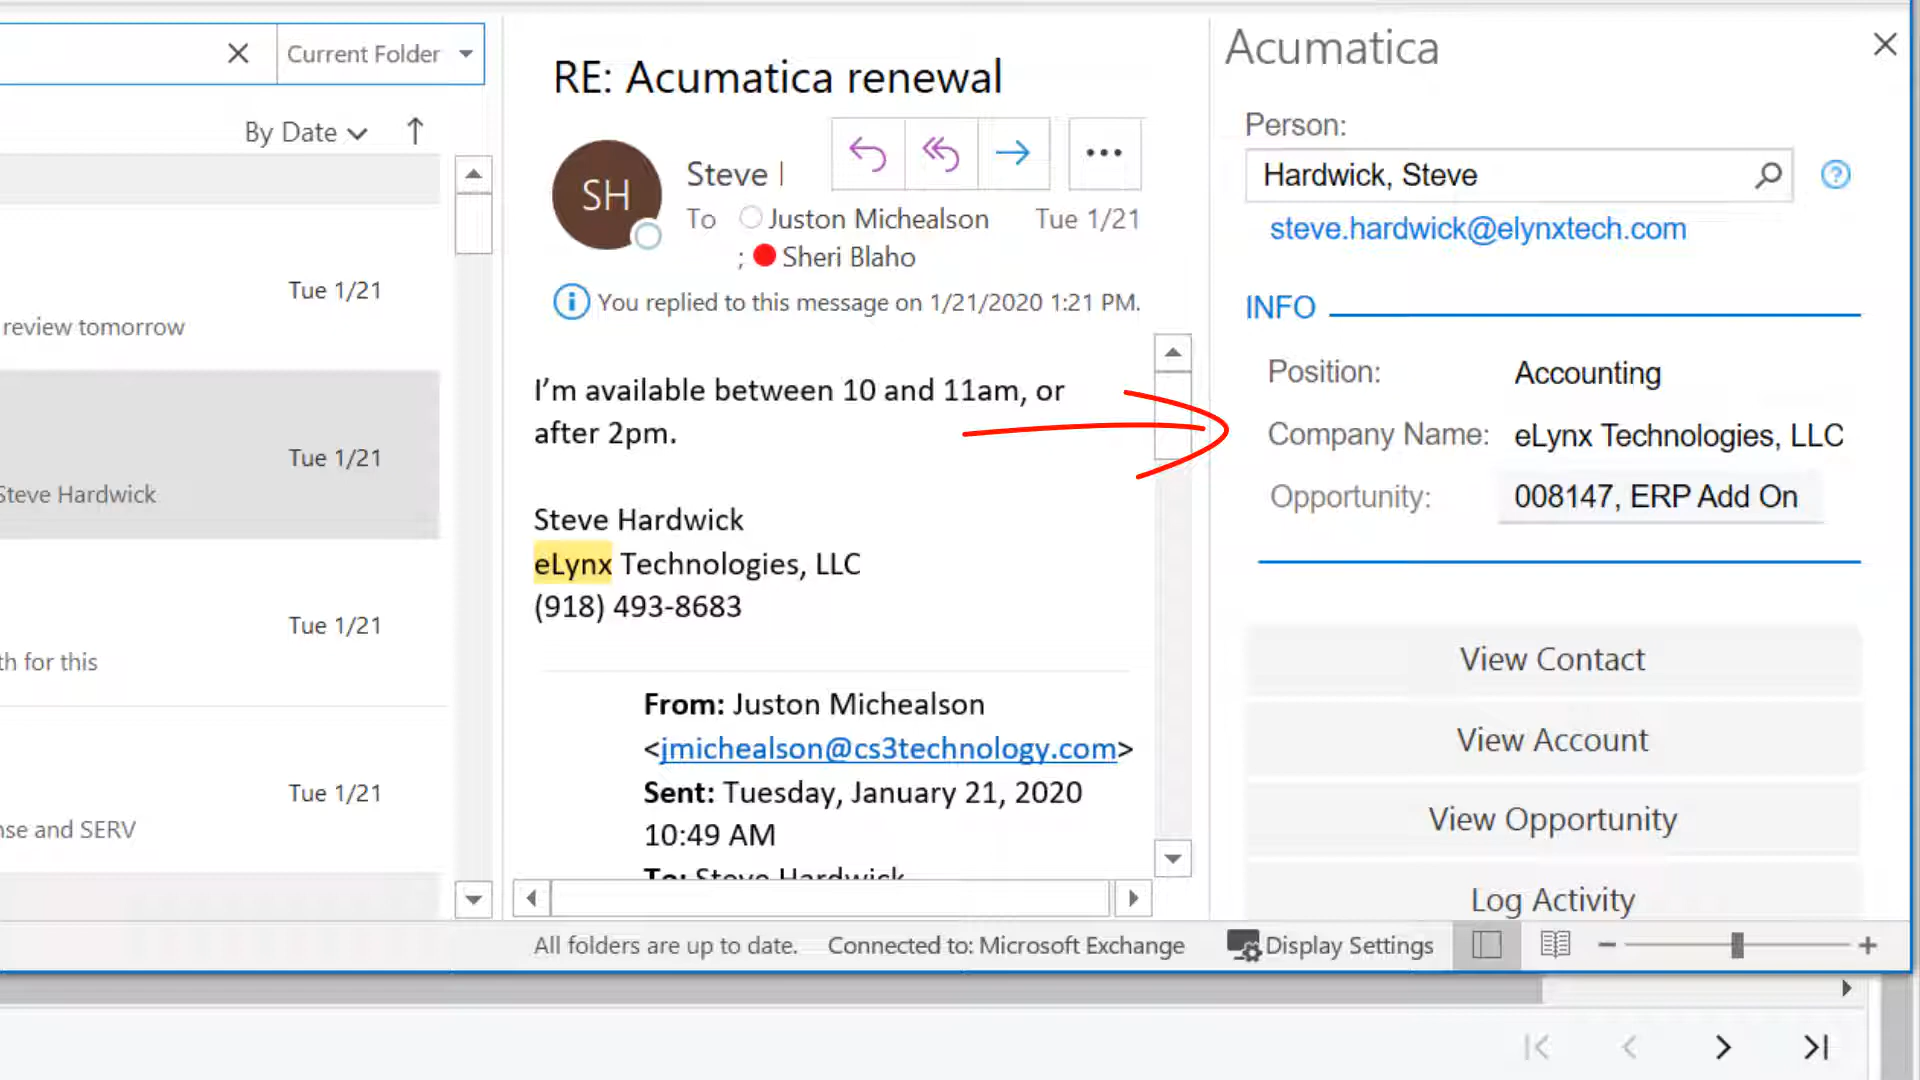 Current Folder
By Date
Tue 1/21
review tomorrow
Tue 1/21
Steve Hardwick
Tue 1/21
th for this
Tue 1/21
nse and SERV
RE: Acumatica renewal
SH
Steve
To Juston Michealson Tue 1/21
; Sheri Blaho
You replied to this message on 1/21/2020 1:21 PM.
I’m available between 10 and 11am, or
after 2pm.
Steve Hardwick
eLynx Technologies, LLC
(918) 493-8683
From: Juston Michealson
<jmichealson@cs3technology.com>
Sent: Tuesday, January 21, 2020
10:49 AM
To: Steve Hardwick
Acumatica
Person:
Hardwick, Steve
steve.hardwick@elynxtech.com
INFO
Position: Accounting
Company Name: eLynx Technologies, LLC
Opportunity: 008147, ERP Add On
View Contact
View Account
View Opportunity
Log Activity
All folders are up to date. Connected to: Microsoft Exchange Display Settings